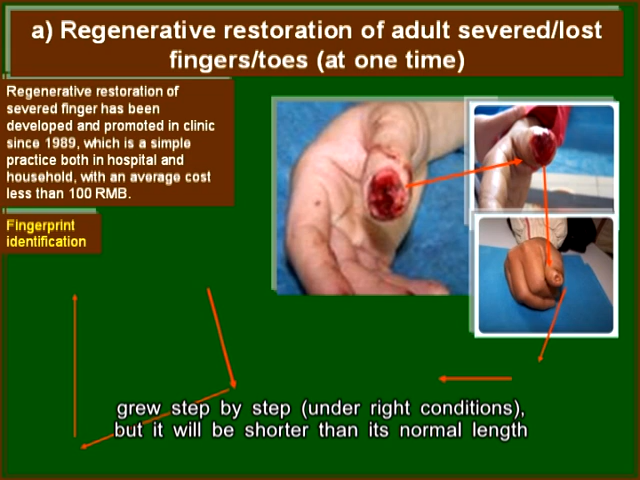 a) Regenerative restoration of adult severed/lost
fingers/toes (at one time)
Regenerative restoration of
severed finger has been
developed and promoted in clinic
since 1989, which is a simple
practice both in hospital and
household, with an average cost
less than 100 RMB.
Fingerprint
identification
grew step by step (under right conditions),
but it will be shorter than its normal length